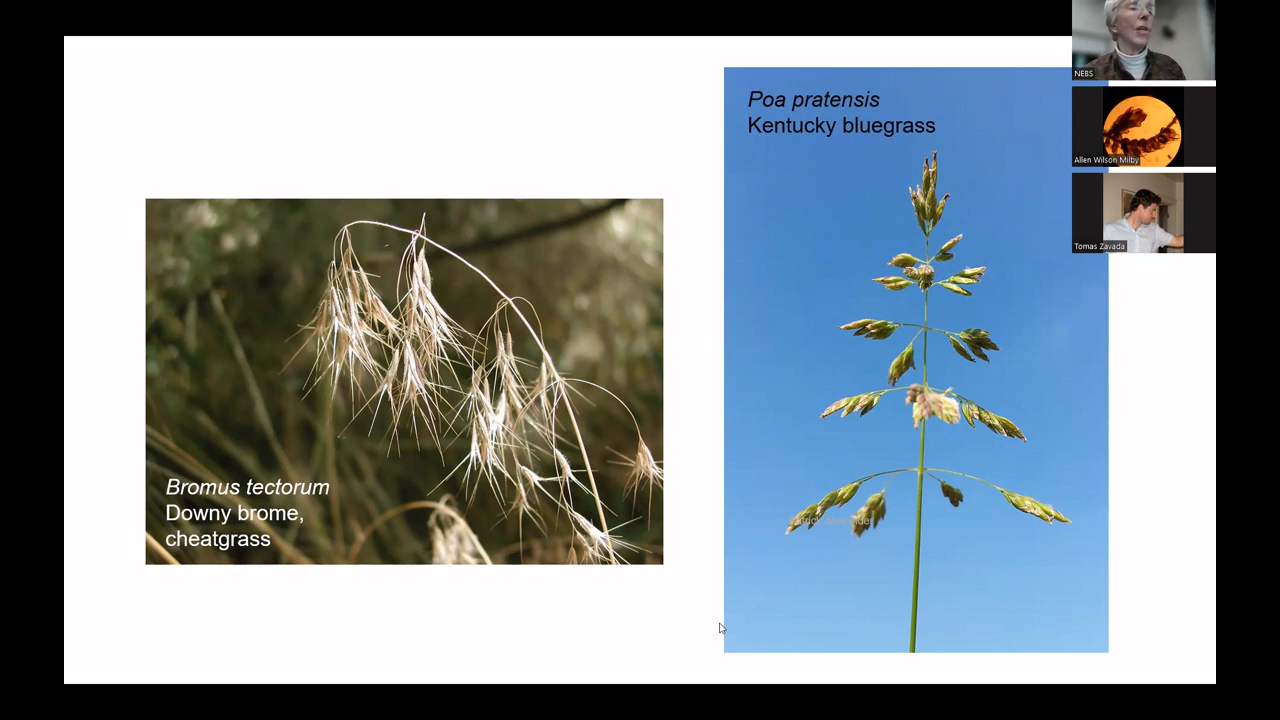 Poa pratensis
Kentucky bluegrass
Bromus tectorum
Downy brome,
cheatgrass
NEBS
Allen Wilson Milby
Tomas Zavada